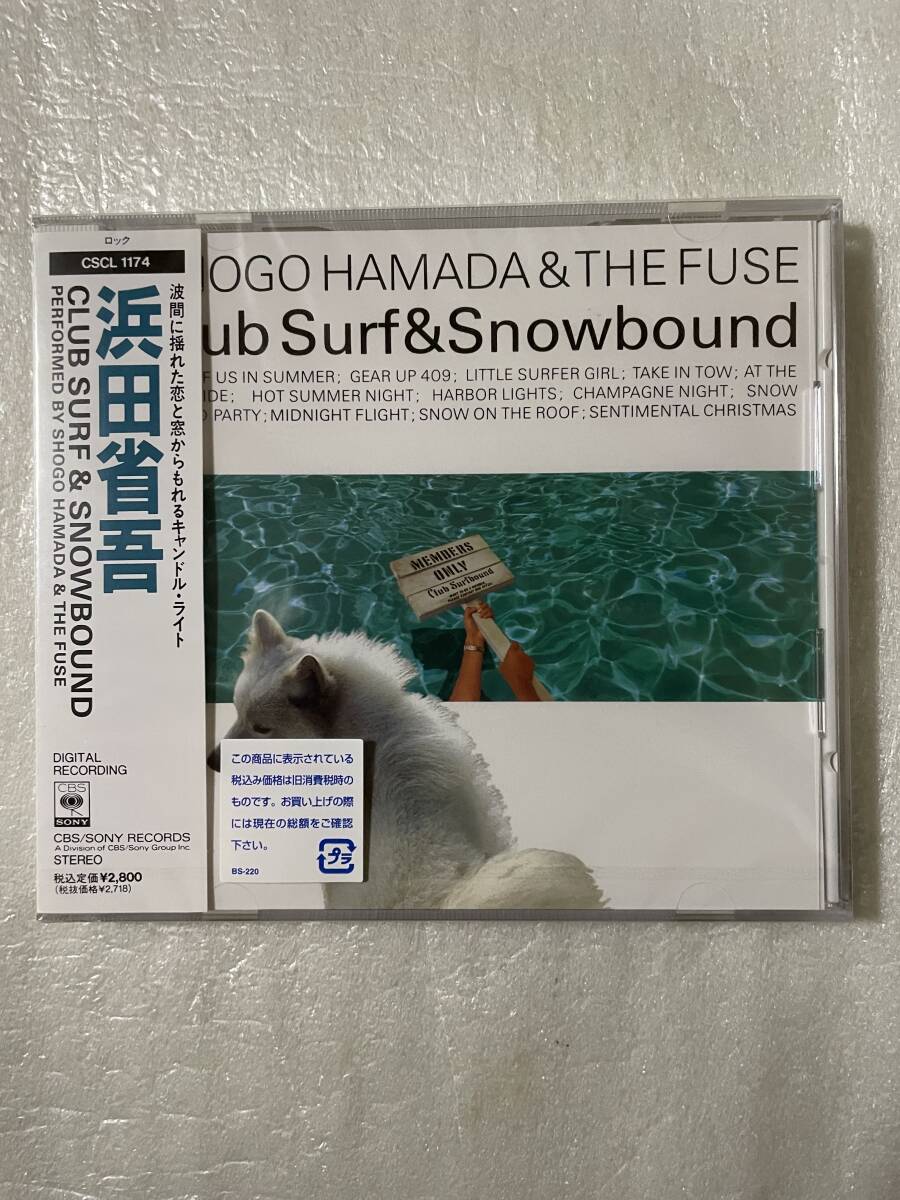 ロック
CSCL 1174
浜田省吾
CLUB SURF & SNOWBOUND
PERFORMED BY SHOGO HAMADA & THE FUSE
波間に揺れた恋と窓からもれるキャンドル・ライト
DIGITAL
RECORDING
CBS
SONY
CBS/SONY RECORDS
A Division of CBS/Sony Group Inc.
STEREO
税込定価¥2,800
(税抜価格¥2,718)
HOGO HAMADA & THE FUSE
ub Surf&Snowbound
F US IN SUMMER; GEAR UP 409; LITTLE SURFER GIRL; TAKE IN TOW; AT THE
IDE; HOT SUMMER NIGHT; HARBOR LIGHTS; CHAMPAGNE NIGHT; SNOW
D PARTY; MIDNIGHT FLIGHT; SNOW ON THE ROOF; SENTIMENTAL CHRISTMAS
MEMBERS
ONLY
Club Surfbound
この商品に表示されている
税込み価格は旧消費税時の
ものです。お買い上げの際
には現在の総額をご確認
下さい。
プラ
BS-220